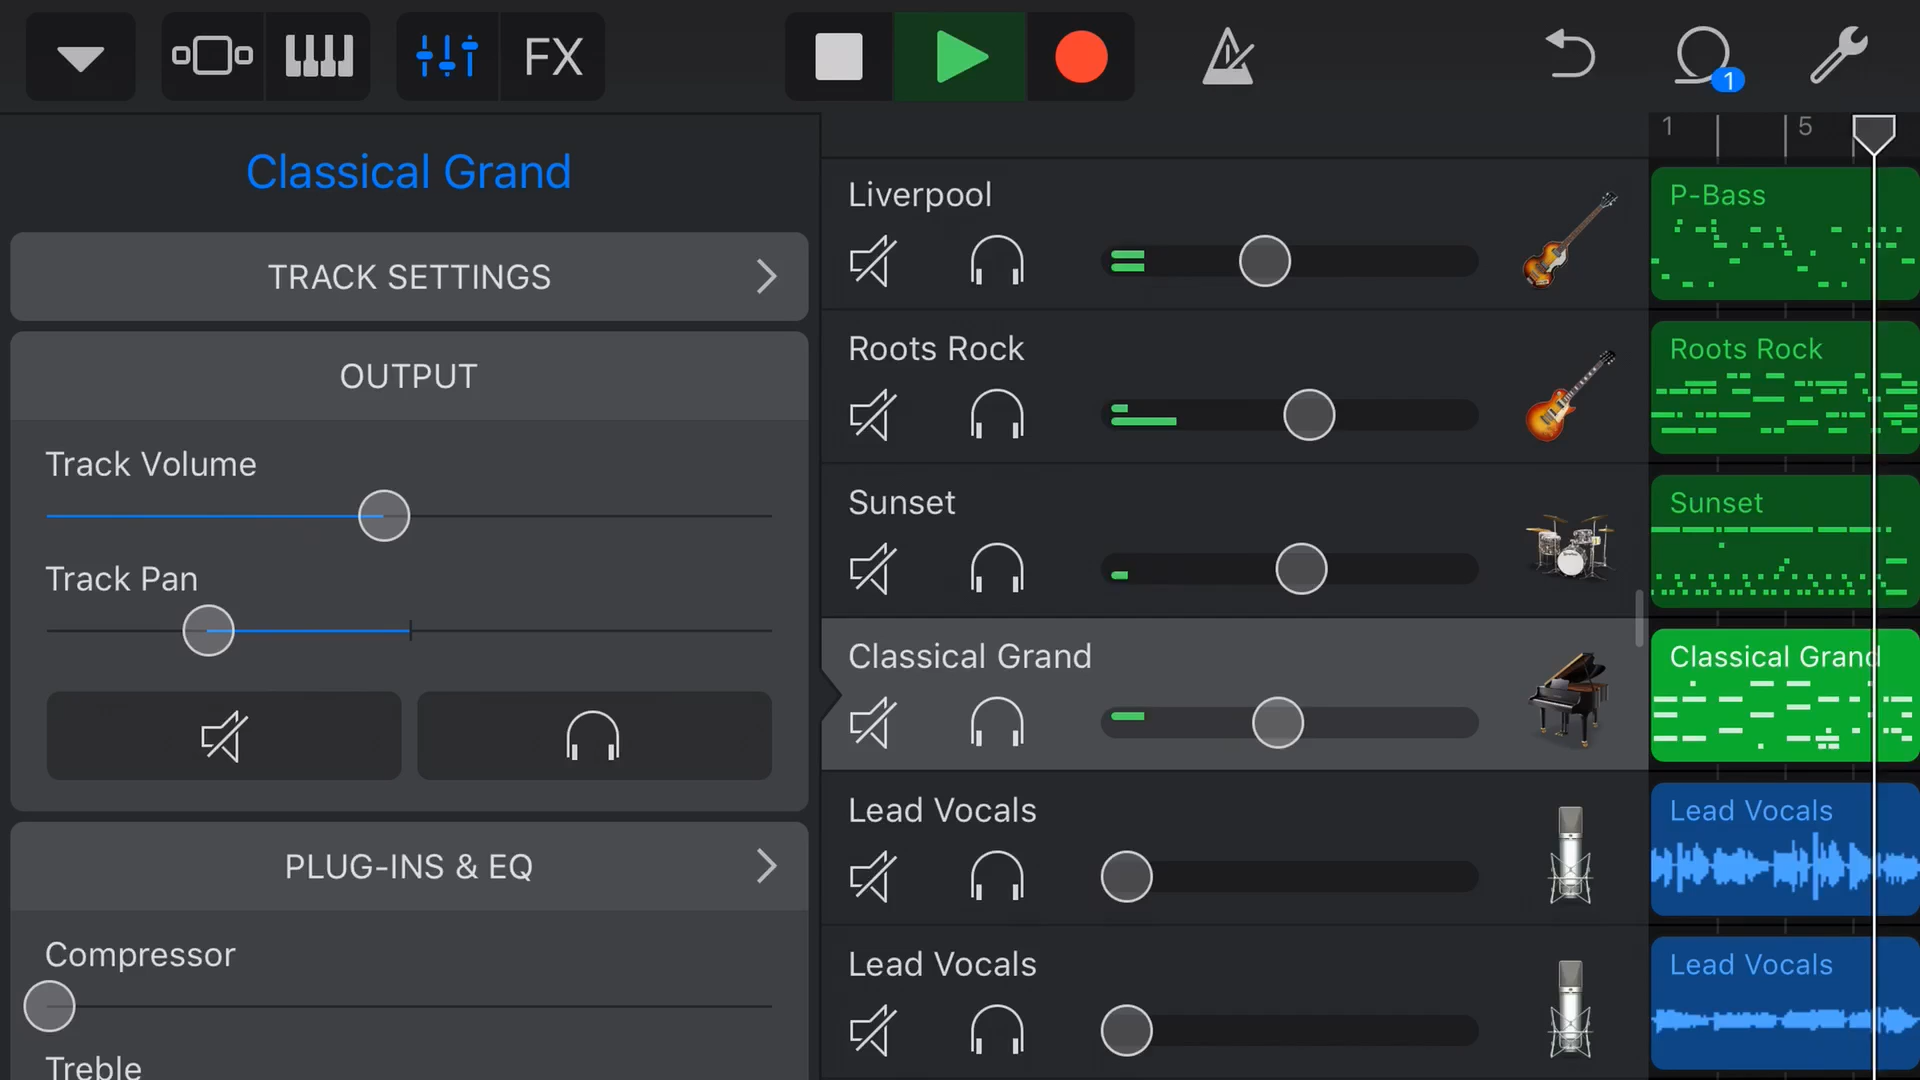 FX
1
Classical Grand
TRACK SETTINGS
OUTPUT
Track Volume
Track Pan
PLUG-INS & EQ
Compressor
Treble
Liverpool
Roots Rock
Sunset
Classical Grand
Lead Vocals
Lead Vocals
1 5
P-Bass
Roots Rock
Sunset
Classical Grand
Lead Vocals
Lead Vocals